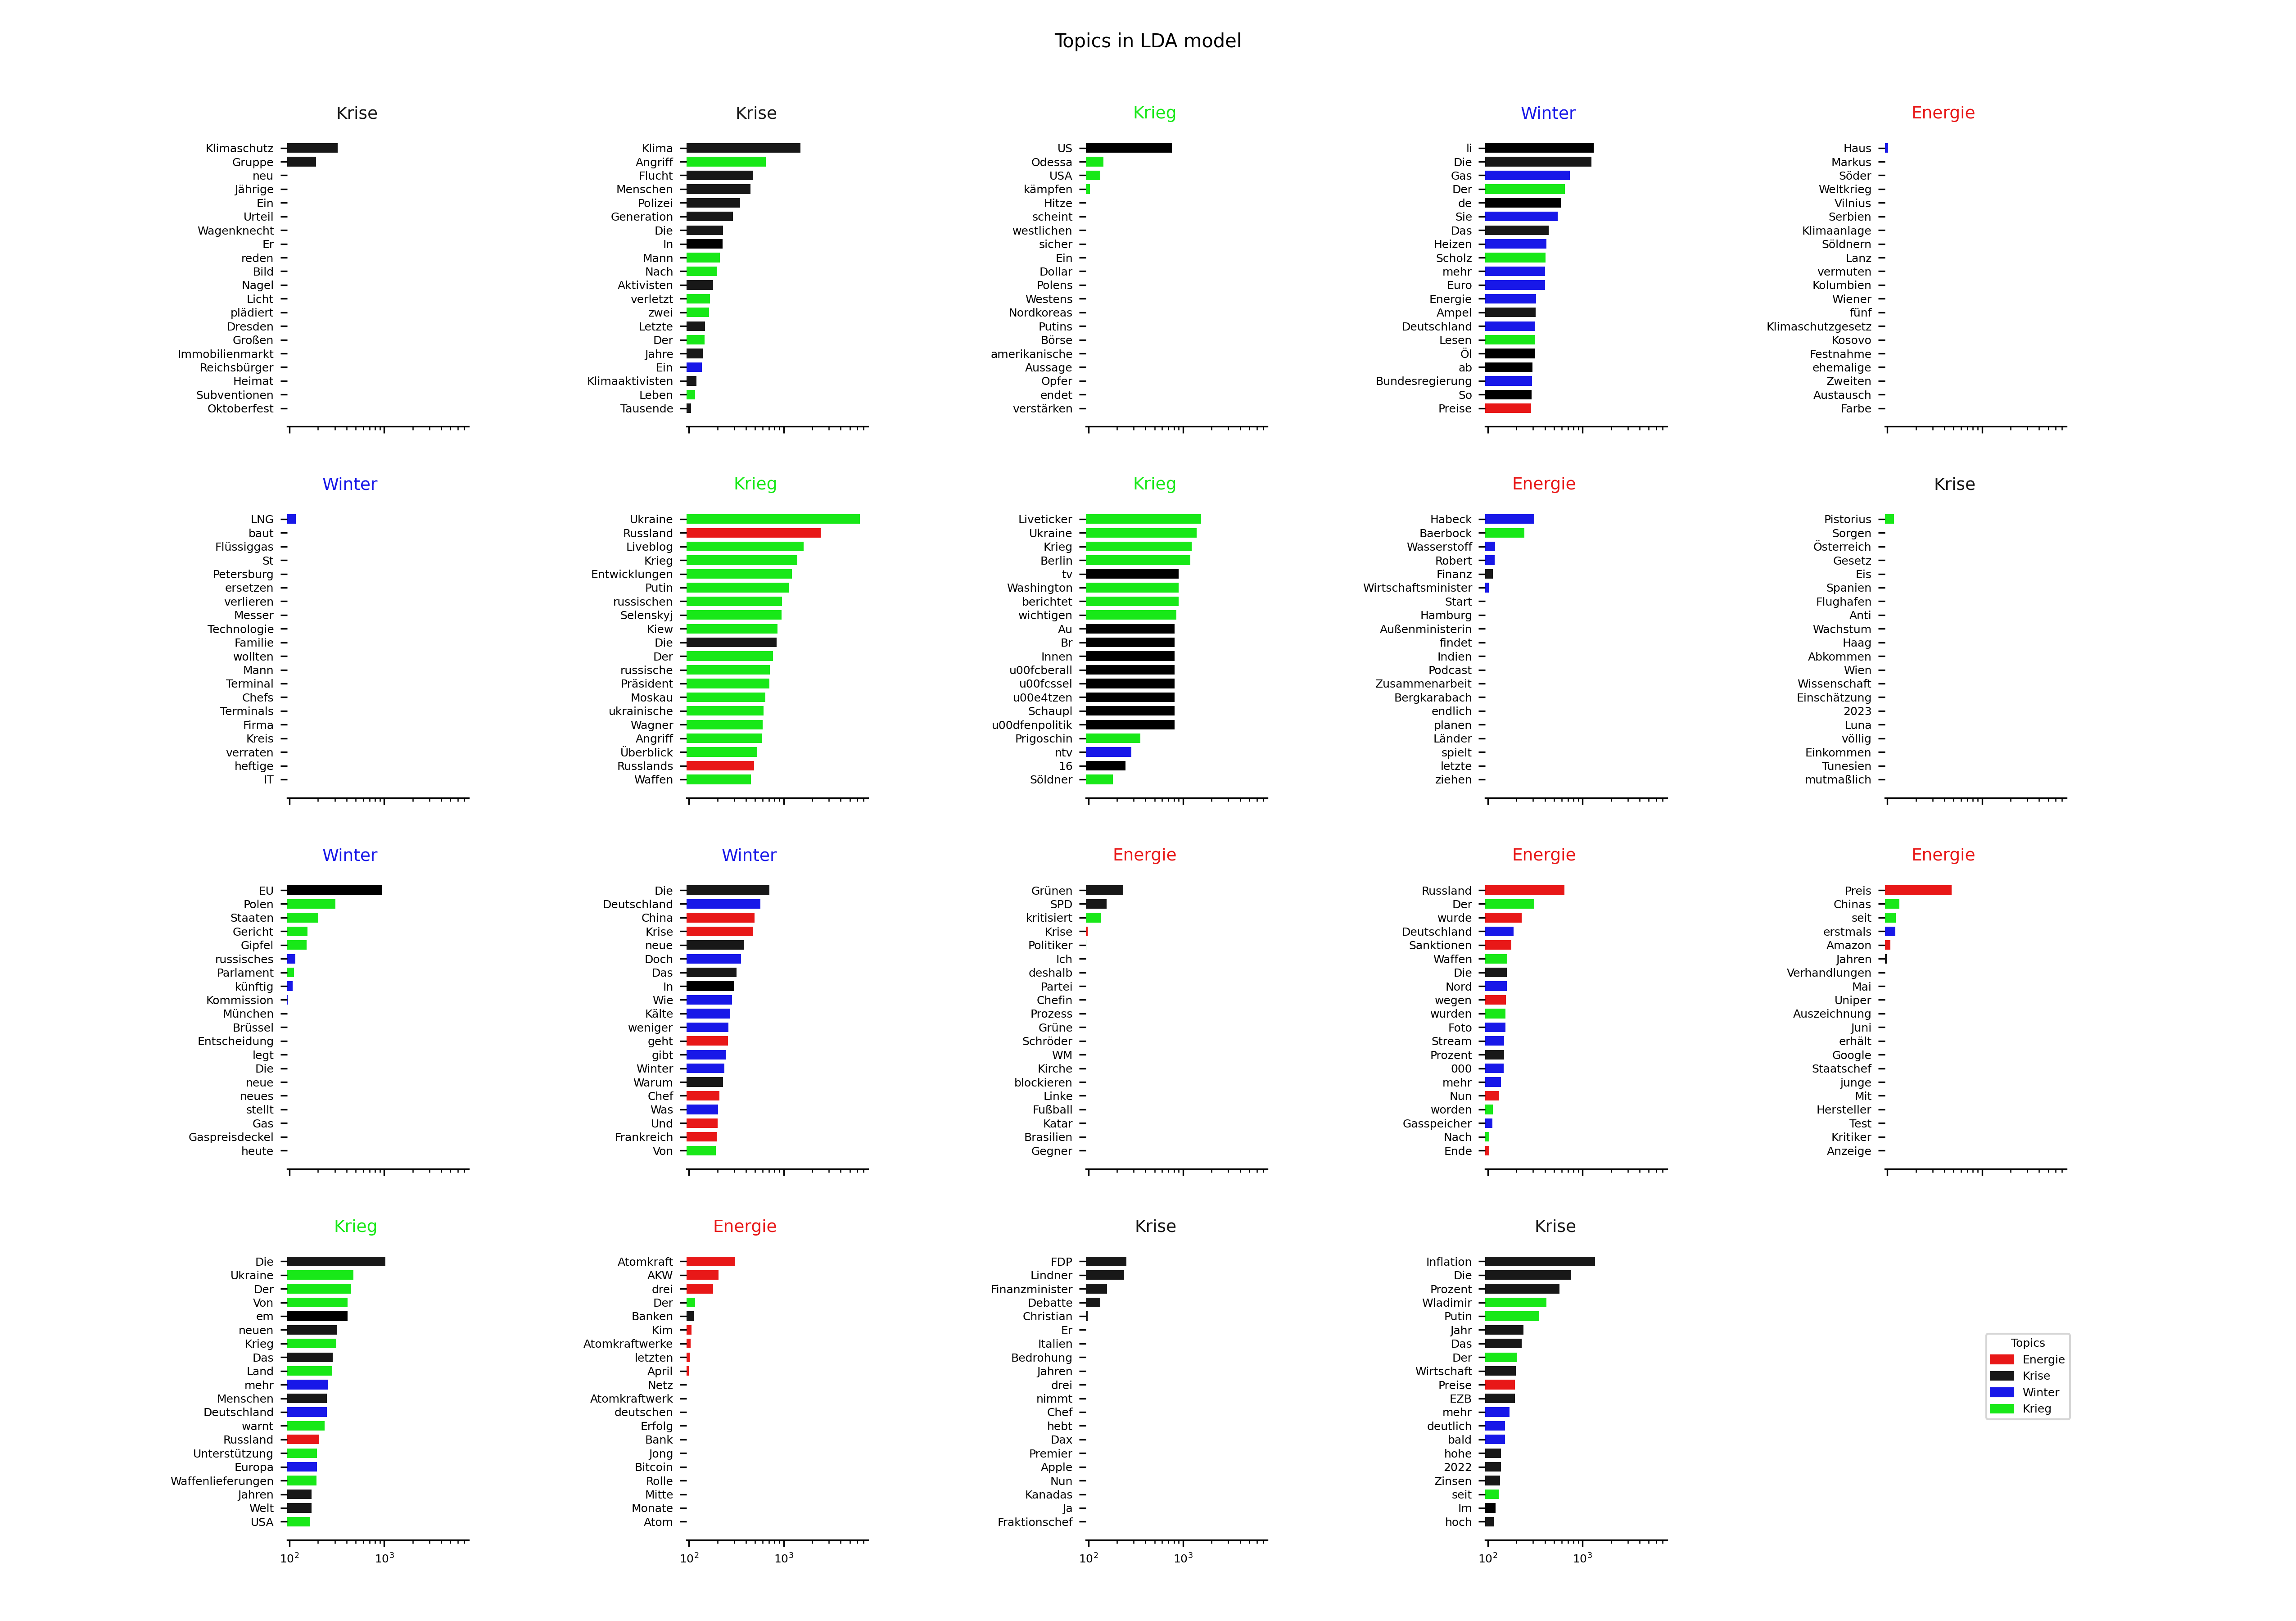 Topics in LDA model
Krise
Klimaschutz
Gruppe
neu
Jährige
Ein
Urteil
Wagenknecht
Er
reden
Bild
Nagel
Licht
plädiert
Dresden
Großen
Immobilienmarkt
Reichsbürger
Heimat
Subventionen
Oktoberfest
Krise
Klima
Angriff
Flucht
Menschen
Polizei
Generation
Die
In
Mann
Nach
Aktivisten
verletzt
zwei
Letzte
Der
Jahre
Ein
Klimaaktivisten
Leben
Tausende
Krieg
US
Odessa
USA
kämpfen
Hitze
scheint
westlichen
sicher
Ein
Dollar
Polens
Westens
Nordkoreas
Putins
Börse
amerikanische
Aussage
Opfer
endet
verstärken
Winter
li
Die
Gas
Der
de
Sie
Das
Heizen
Scholz
mehr
Euro
Energie
Ampel
Deutschland
Lesen
Öl
ab
Bundesregierung
So
Preise
Energie
Haus
Markus
Söder
Weltkrieg
Vilnius
Serbien
Klimaanlage
Söldnern
Lanz
vermuten
Kolumbien
Wiener
fünf
Klimaschutzgesetz
Kosovo
Festnahme
ehemalige
Zweiten
Austausch
Farbe
Winter
LNG
baut
Flüssiggas
St
Petersburg
ersetzen
verlieren
Messer
Technologie
Familie
wollten
Mann
Terminal
Chefs
Terminals
Firma
Kreis
verraten
heftige
IT
Krieg
Ukraine
Russland
Liveblog
Krieg
Entwicklungen
Putin
russischen
Selenskyj
Kiew
Die
Der
russische
Präsident
Moskau
ukrainische
Wagner
Angriff
Überblick
Russlands
Waffen
Krieg
Liveticker
Ukraine
Krieg
Berlin
tv
Washington
berichtet
wichtigen
Au
Br
Innen
u00fcberall
u00fcssel
u00e4tzen
Schaupl
u00dfenpolitik
Prigoschin
ntv
16
Söldner
Energie
Habeck
Baerbock
Wasserstoff
Robert
Finanz
Wirtschaftsminister
Start
Hamburg
Außenministerin
findet
Indien
Podcast
Zusammenarbeit
Bergkarabach
endlich
planen
Länder
spielt
letzte
ziehen
Krise
Pistorius
Sorgen
Österreich
Gesetz
Eis
Spanien
Flughafen
Anti
Wachstum
Haag
Abkommen
Wien
Wissenschaft
Einschätzung
2023
Luna
völlig
Einkommen
Tunesien
mutmaßlich
Winter
EU
Polen
Staaten
Gericht
Gipfel
russisches
Parlament
künftig
Kommission
München
Brüssel
Entscheidung
legt
Die
neue
neues
stellt
Gas
Gaspreisdeckel
heute
Winter
Die
Deutschland
China
Krise
neue
Doch
Das
In
Wie
Kälte
weniger
geht
gibt
Winter
Warum
Chef
Was
Und
Frankreich
Von
Energie
Grünen
SPD
kritisiert
Krise
Politiker
Ich
deshalb
Partei
Chefin
Prozess
Grüne
Schröder
WM
Kirche
blockieren
Linke
Fußball
Katar
Brasilien
Gegner
Energie
Russland
Der
wurde
Deutschland
Sanktionen
Waffen
Die
Nord
wegen
wurden
Foto
Stream
Prozent
000
mehr
Nun
worden
Gasspeicher
Nach
Ende
Energie
Preis
Chinas
seit
erstmals
Amazon
Jahren
Verhandlungen
Mai
Uniper
Auszeichnung
Juni
erhält
Google
Staatschef
junge
Mit
Hersteller
Test
Kritiker
Anzeige
Krieg
Die
Ukraine
Der
Von
em
neuen
Krieg
Das
Land
mehr
Menschen
Deutschland
warnt
Russland
Unterstützung
Europa
Waffenlieferungen
Jahren
Welt
USA
10² 10³
Energie
Atomkraft
AKW
drei
Der
Banken
Kim
Atomkraftwerke
letzten
April
Netz
Atomkraftwerk
deutschen
Erfolg
Bank
Jong
Bitcoin
Rolle
Mitte
Monate
Atom
10² 10³
Krise
FDP
Lindner
Finanzminister
Debatte
Christian
Er
Italien
Bedrohung
Jahren
drei
nimmt
Chef
hebt
Dax
Premier
Apple
Nun
Kanadas
Ja
Fraktionschef
10² 10³
Krise
Inflation
Die
Prozent
Wladimir
Putin
Jahr
Das
Der
Wirtschaft
Preise
EZB
mehr
deutlich
bald
hohe
2022
Zinsen
seit
Im
hoch
10² 10³
Topics
Energie
Krise
Winter
Krieg